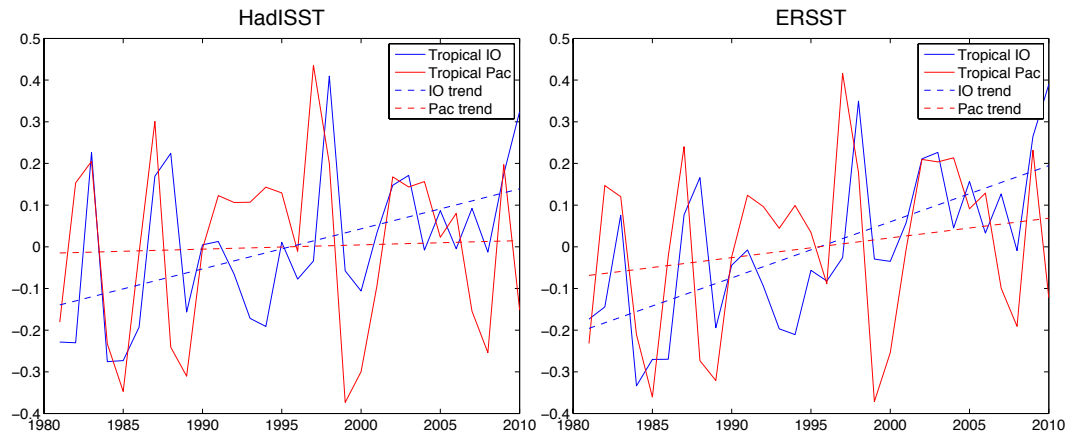 HadISST
0.5
0.4
0.3
0.2
0.1
0
−0.1
−0.2
−0.3
−0.4
1980 1985 1990 1995 2000 2005 2010
Tropical IO
Tropical Pac
IO trend
Pac trend
ERSST
0.5
0.4
0.3
0.2
0.1
0
−0.1
−0.2
−0.3
−0.4
1980 1985 1990 1995 2000 2005 2010
Tropical IO
Tropical Pac
IO trend
Pac trend